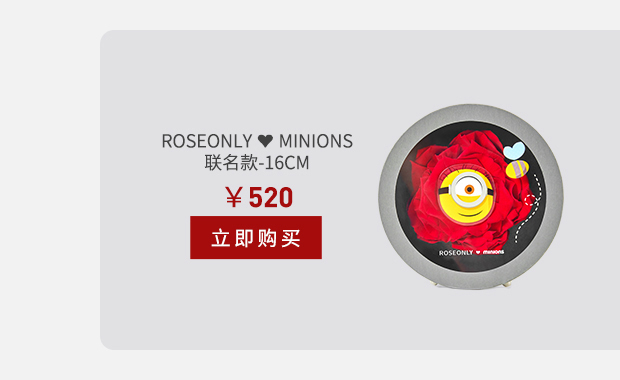 ROSEONLY ♥ MINIONS
联名款-16CM
￥520
立即购买
ROSEONLY ♥ MINIONS